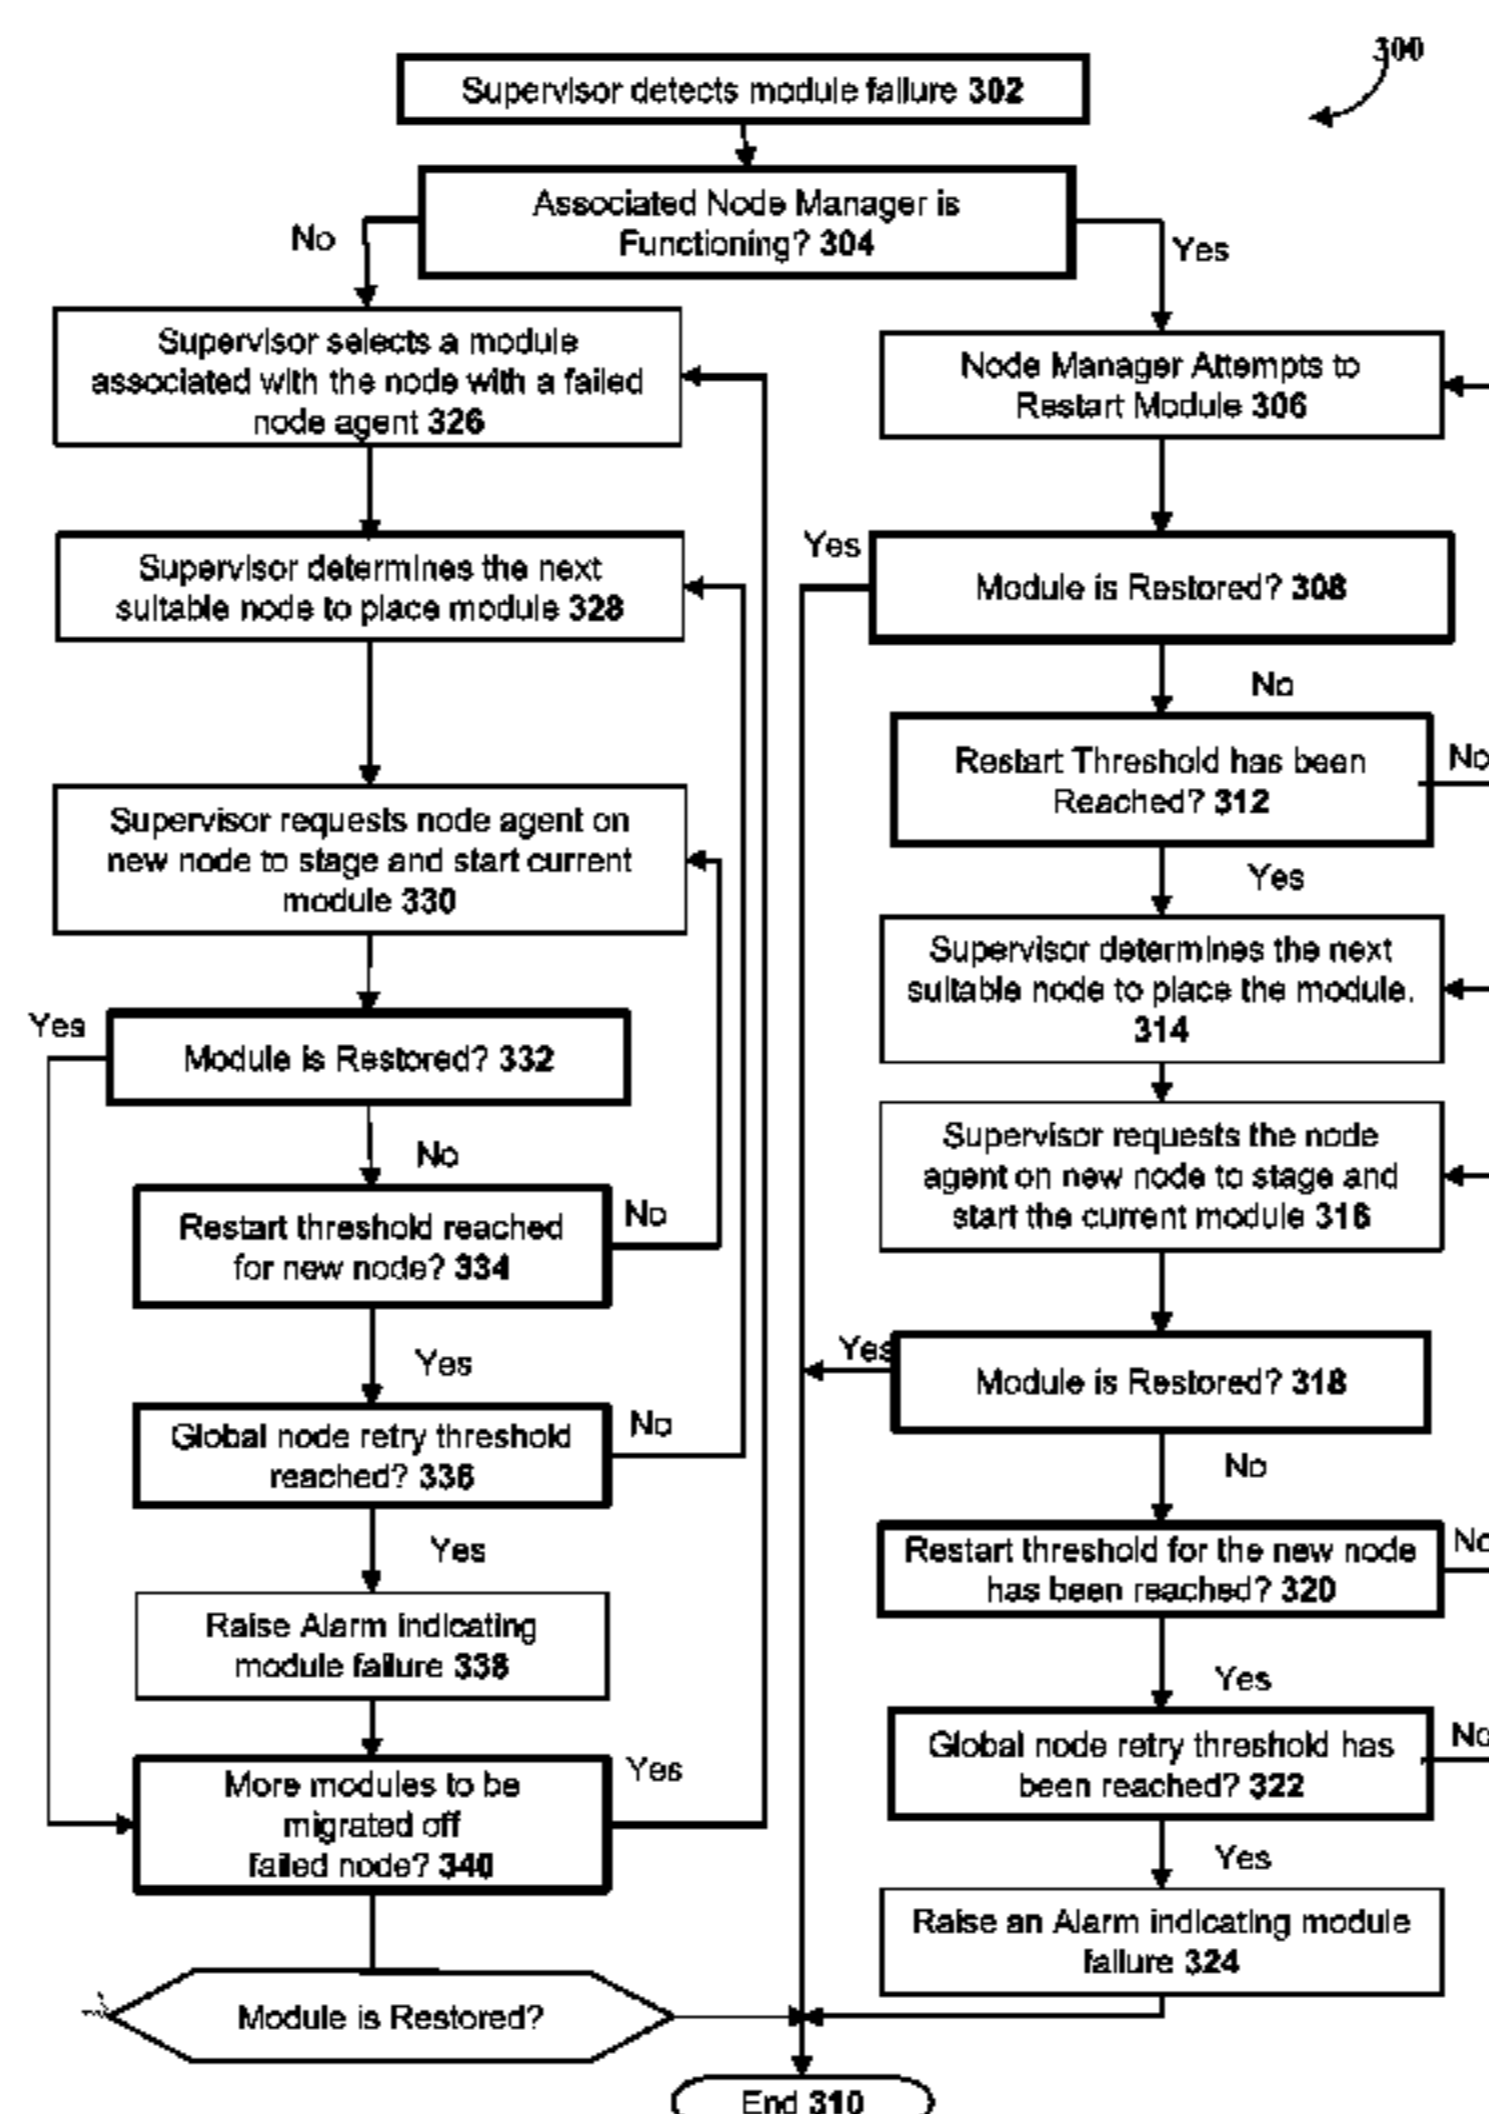 300
Supervisor detects module failure 302
Associated Node Manager is
Functioning? 304
No
Yes
Supervisor selects a module
associated with the node with a failed
node agent 326
Node Manager Attempts to
Restart Module 306
Supervisor determines the next
suitable node to place module 328
Yes
Module is Restored? 308
No
Restart Threshold has been
Reached? 312
No
Yes
Supervisor requests node agent on
new node to stage and start current
module 330
Supervisor determines the next
suitable node to place the module.
314
Yes
Module is Restored? 332
No
Supervisor requests the node
agent on new node to stage and
start the current module 316
Restart threshold reached
for new node? 334
No
Yes
Yes
Module is Restored? 318
No
Global node retry threshold
reached? 336
No
Yes
Restart threshold for the new node
has been reached? 320
No
Yes
Raise Alarm indicating
module failure 338
Global node retry threshold has
been reached? 322
No
Yes
More modules to be
migrated off
failed node? 340
Yes
Raise an Alarm indicating module
failure 324
Module is Restored?
End 310